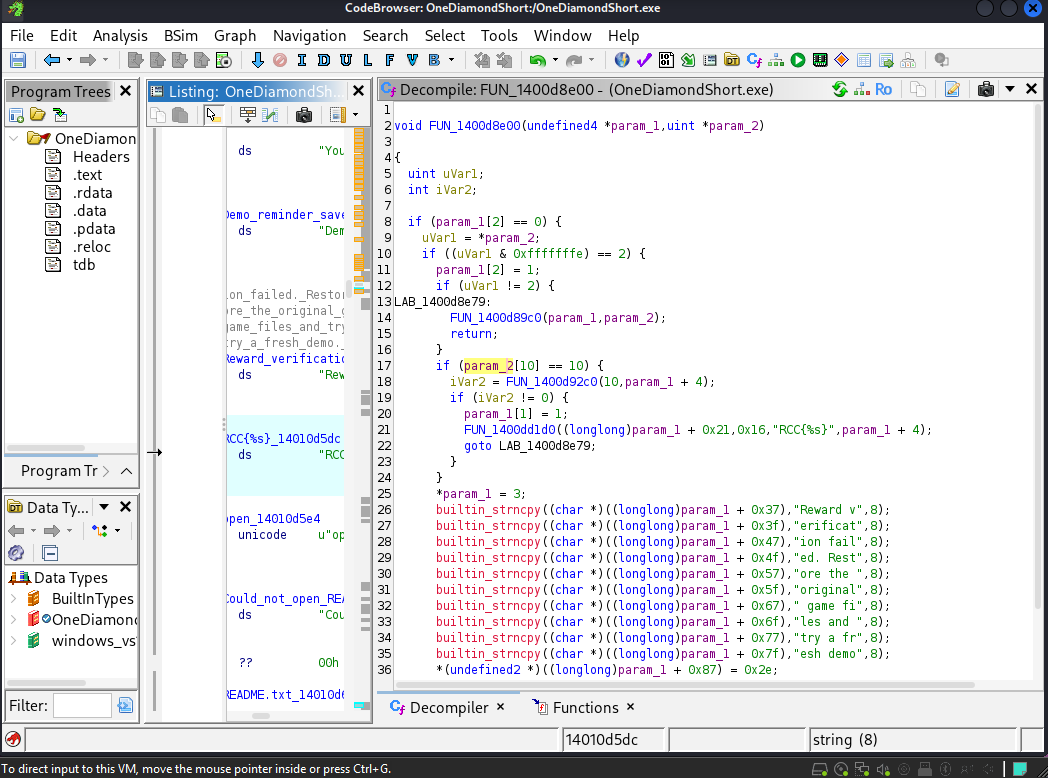 CodeBrowser: OneDiamondShort:/OneDiamondShort.exe
File Edit Analysis BSim Graph Navigation Search Select Tools Window Help
I D U L F V B
Program Trees
OneDiamon
Headers
.text
.rdata
.data
.pdata
.reloc
tdb
Program Tr
Data Ty...
Data Types
BuiltInTypes
OneDiamon
windows_vs
Filter:
Listing: OneDiamondSh...
ds "You
Demo_reminder_save
ds "Dem
ion_failed._Restor
ore_the_original_g
game_files_and_try
try_a_fresh_demo._
Reward_verificatio
ds "Rew
RCC{%s}_14010d5dc
ds "RCC
open_14010d5e4
unicode u"op
Could_not_open_REA
ds "Cou
?? 00h
README.txt_14010d6
Decompile: FUN_1400d8e00 - (OneDiamondShort.exe)
Ro
1
2 void FUN_1400d8e00(undefined4 *param_1,uint *param_2)
3
4 {
5 uint uVar1;
6 int iVar2;
7
8 if (param_1[2] == 0) {
9 uVar1 = *param_2;
10 if ((uVar1 & 0xfffffffe) == 2) {
11 param_1[2] = 1;
12 if (uVar1 != 2) {
13 LAB_1400d8e79:
14 FUN_1400d89c0(param_1,param_2);
15 return;
16 }
17 if (param_2[10] == 10) {
18 iVar2 = FUN_1400d92c0(10,param_1 + 4);
19 if (iVar2 != 0) {
20 param_1[1] = 1;
21 FUN_1400dd1d0((longlong)param_1 + 0x21,0x16,"RCC{%s}",param_1 + 4);
22 goto LAB_1400d8e79;
23 }
24 }
25 *param_1 = 3;
26 builtin_strncpy((char *)((longlong)param_1 + 0x37),"Reward v",8);
27 builtin_strncpy((char *)((longlong)param_1 + 0x3f),"erificat",8);
28 builtin_strncpy((char *)((longlong)param_1 + 0x47),"ion fail",8);
29 builtin_strncpy((char *)((longlong)param_1 + 0x4f),"ed. Rest",8);
30 builtin_strncpy((char *)((longlong)param_1 + 0x57),"ore the ",8);
31 builtin_strncpy((char *)((longlong)param_1 + 0x5f),"original",8);
32 builtin_strncpy((char *)((longlong)param_1 + 0x67)," game fi",8);
33 builtin_strncpy((char *)((longlong)param_1 + 0x6f),"les and ",8);
34 builtin_strncpy((char *)((longlong)param_1 + 0x77),"try a fr",8);
35 builtin_strncpy((char *)((longlong)param_1 + 0x7f),"esh demo",8);
36 *(undefined2 *)((longlong)param_1 + 0x87) = 0x2e;
Decompiler Functions
14010d5dc string (8)
To direct input to this VM, move the mouse pointer inside or press Ctrl+G.